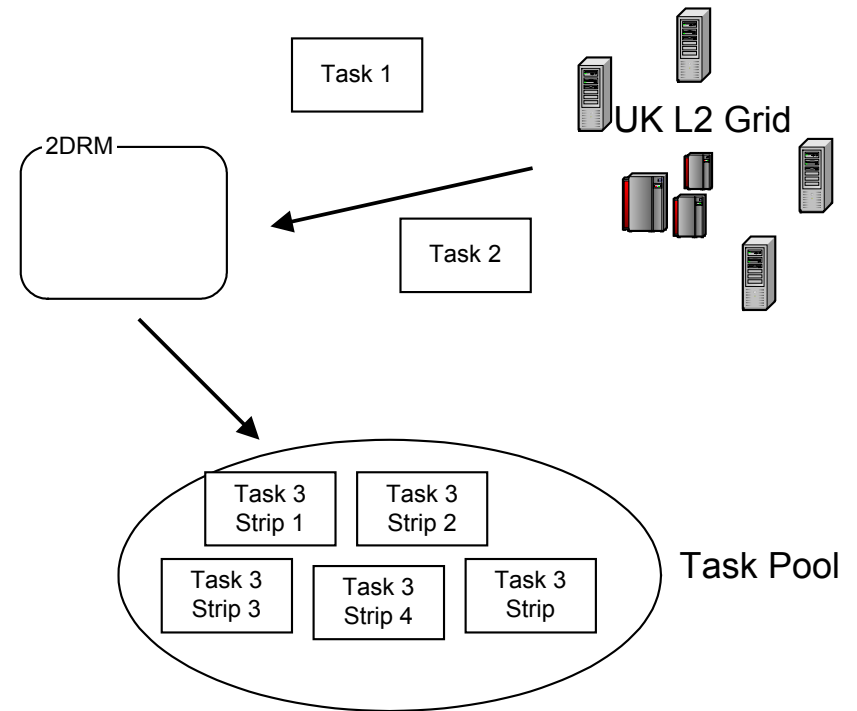 Task 1
UK L2 Grid
2DRM
Task 2
Task 3
Strip 1
Task 3
Strip 2
Task 3
Strip 3
Task 3
Strip 4
Task 3
Strip
Task Pool